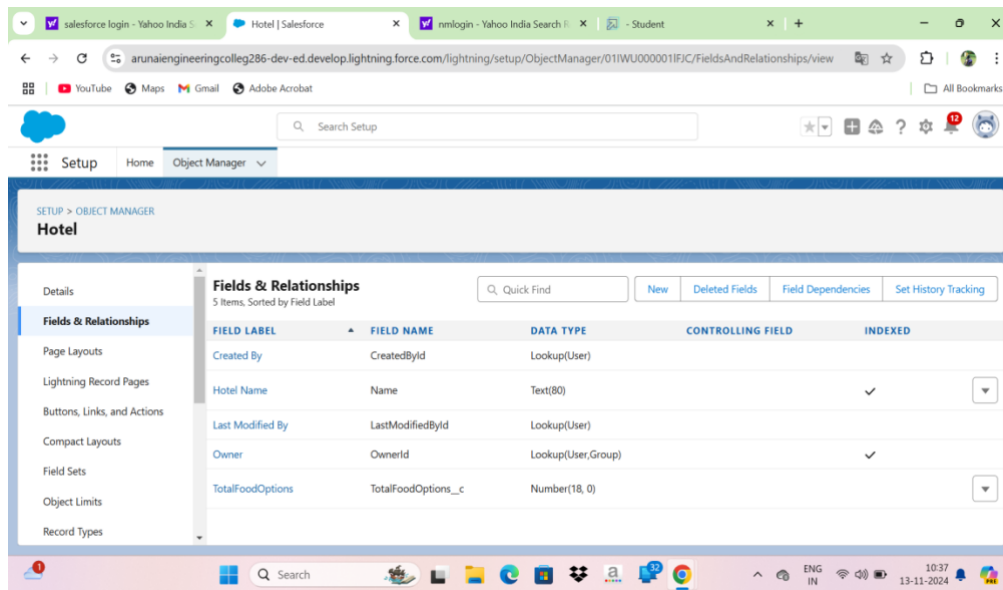 salesforce login - Yahoo India S
Hotel | Salesforce
nmlogin - Yahoo India Search R
- Student
arunaiengineeringcolleg286-dev-ed.develop.lightning.force.com/lightning/setup/ObjectManager/01IWU000001IFJC/FieldsAndRelationships/view
YouTube Maps Gmail Adobe Acrobat All Bookmarks
Search Setup
12
Setup Home Object Manager
SETUP > OBJECT MANAGER
Hotel
Details
Fields & Relationships
Page Layouts
Lightning Record Pages
Buttons, Links, and Actions
Compact Layouts
Field Sets
Object Limits
Record Types
Fields & Relationships
5 Items, Sorted by Field Label
Quick Find
New Deleted Fields Field Dependencies Set History Tracking
FIELD LABEL FIELD NAME DATA TYPE CONTROLLING FIELD INDEXED
Created By CreatedById Lookup(User)
Hotel Name Name Text(80)
Last Modified By LastModifiedById Lookup(User)
Owner OwnerId Lookup(User,Group)
TotalFoodOptions TotalFoodOptions__c Number(18, 0)
1
Search
a
32
ENG
IN
10:37
13-11-2024
PRE